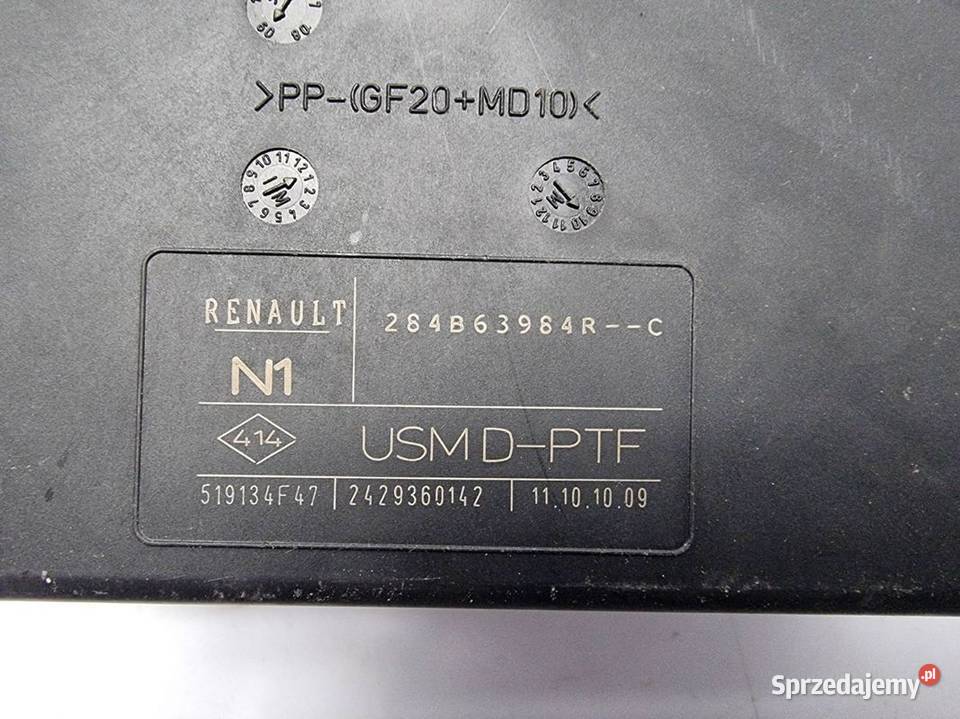 >PP-(GF20+MD10)<
RENAULT
284B63984R--C
N1
414
USM D-PTF
519134F47 | 2429360142 | 11.10.10.09
Sprzedajemy.pl